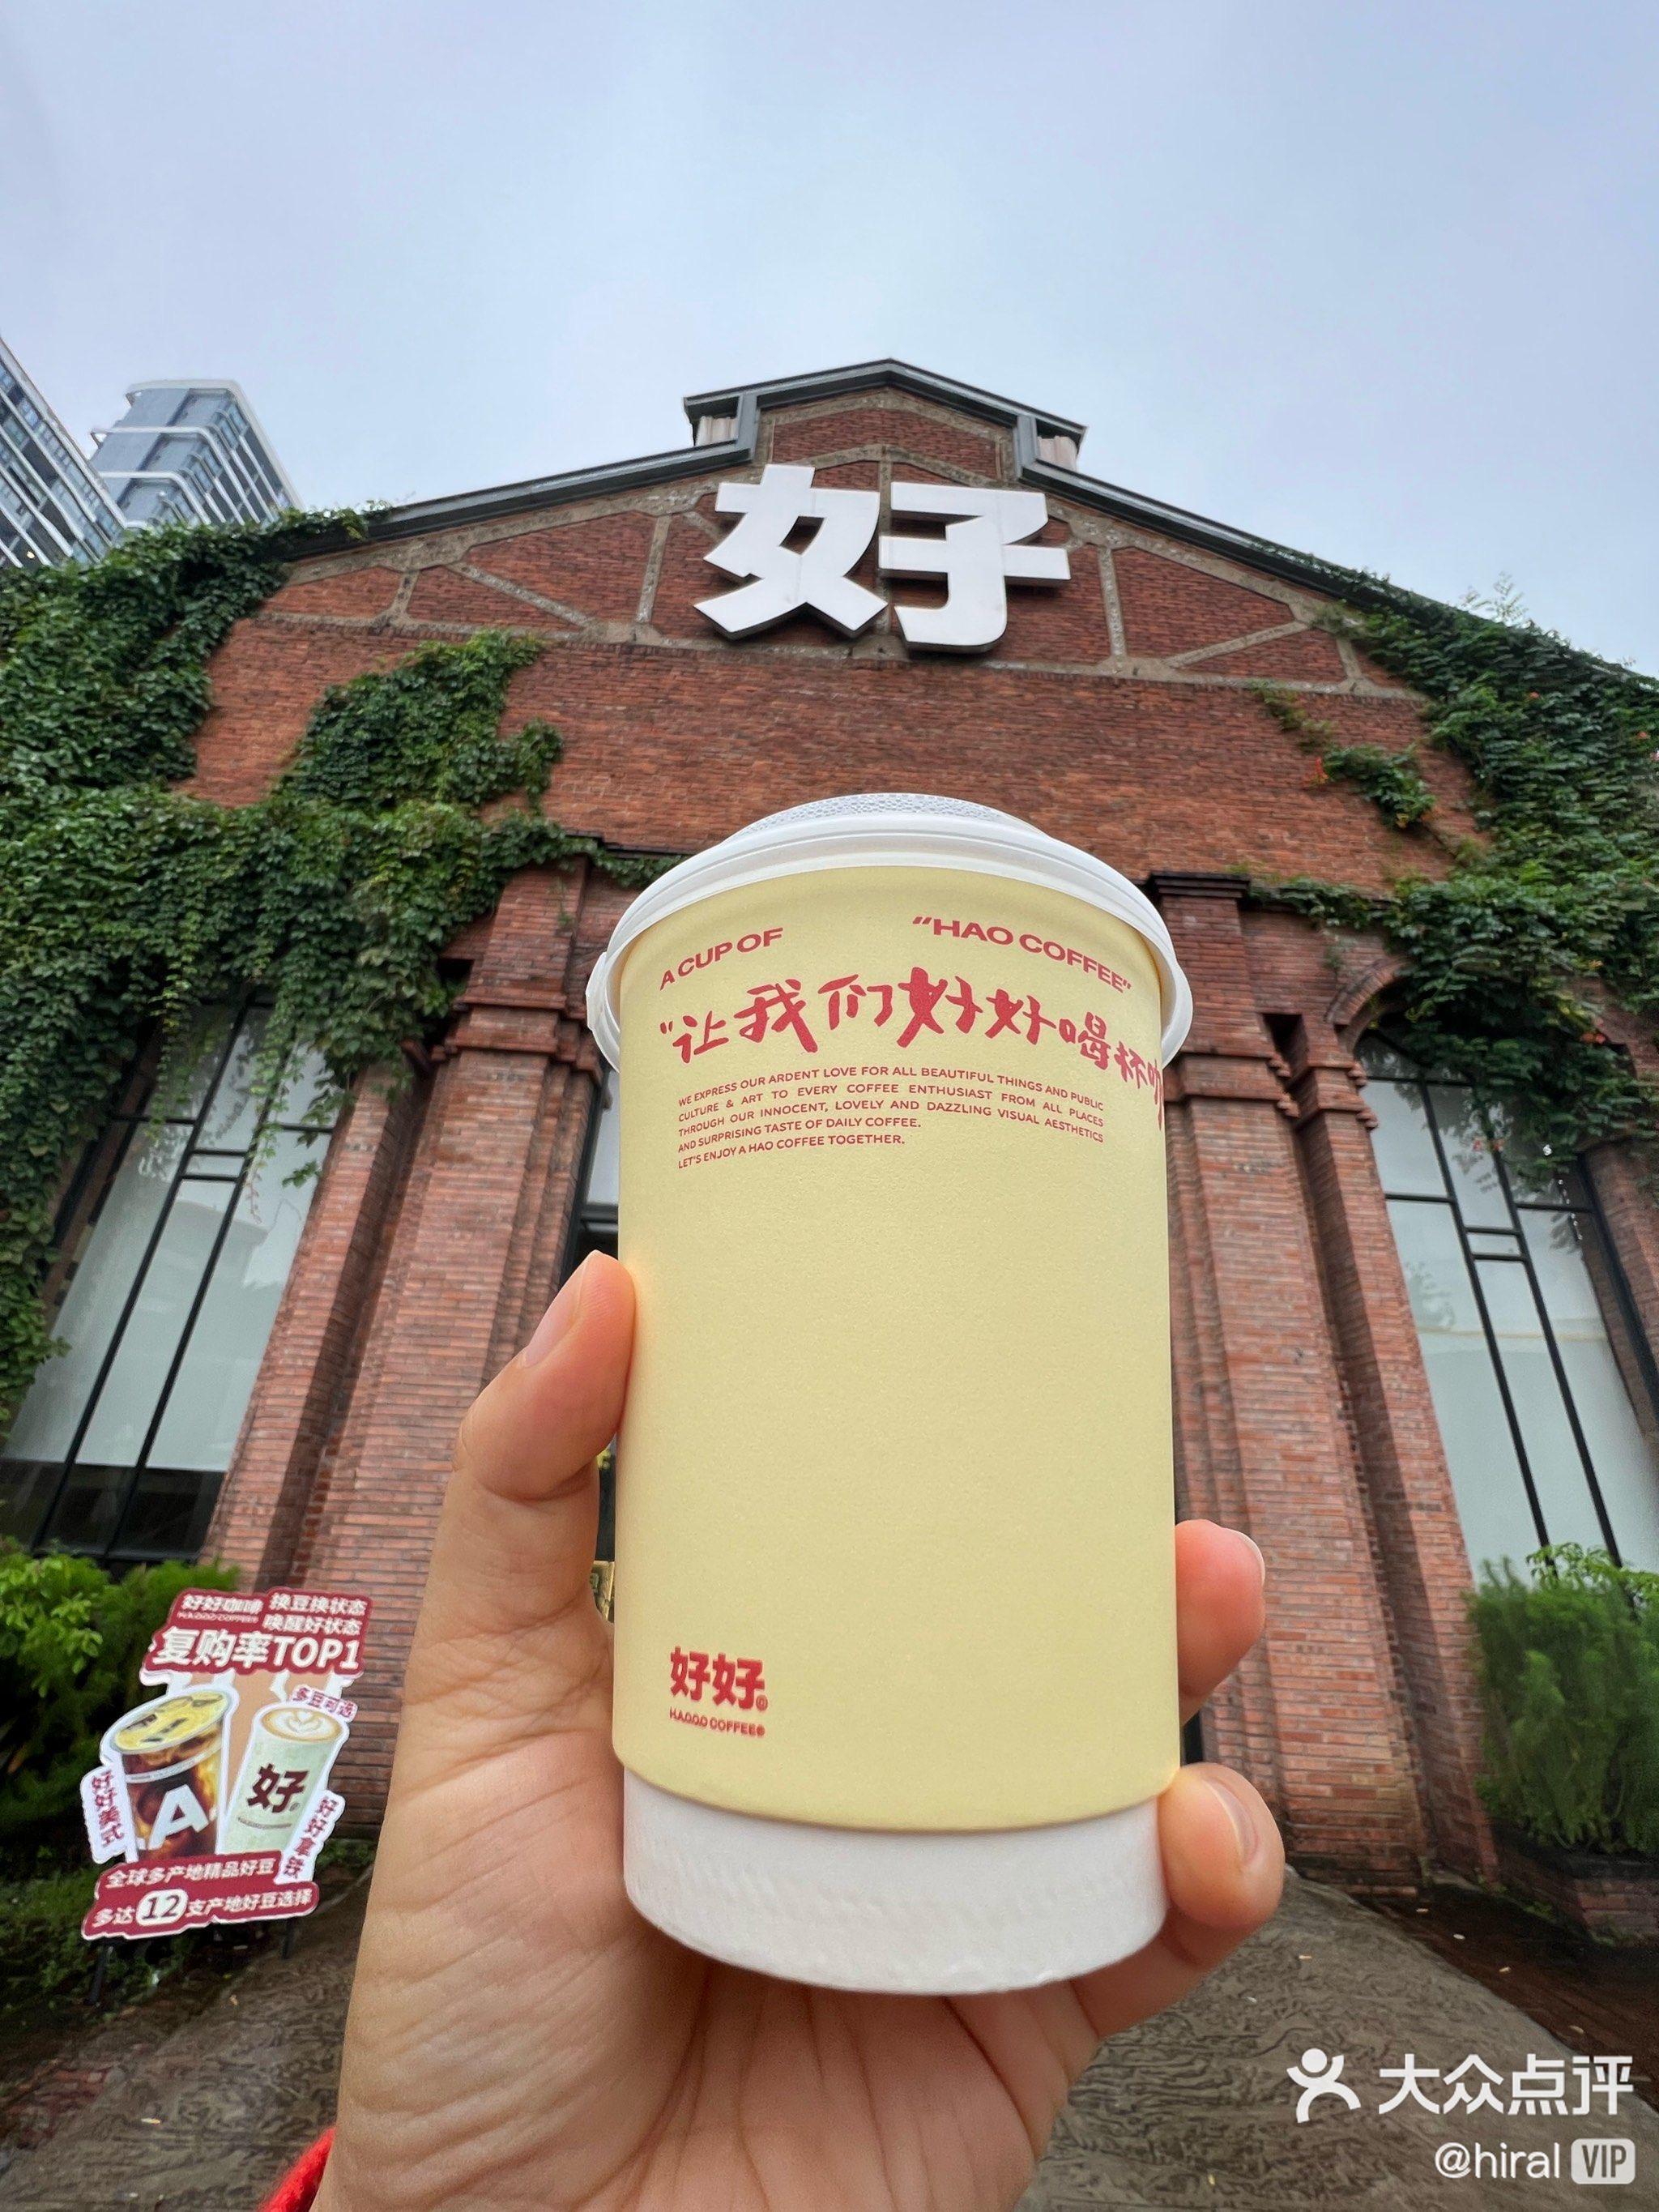 好
A CUP OF "HAO COFFEE"
"让我们好好喝杯
WE EXPRESS OUR ARDENT LOVE FOR ALL BEAUTIFUL THINGS AND PUBLIC
CULTURE & ART TO EVERY COFFEE ENTHUSIAST FROM ALL PLACES
THROUGH OUR INNOCENT, LOVELY AND DAZZLING VISUAL AESTHETICS
AND SURPRISING TASTE OF DAILY COFFEE.
LET'S ENJOY A HAO COFFEE TOGETHER.
好好®
H.A.O.O.O COFFEE®
好好咖啡 换豆换状态
H.A.O.O.O COFFEE® 唤醒好状态
复购率TOP1
多豆可选
A
好
好好美式
好好拿铁
全球多产地精品好豆
多达12支产地好豆选择
大众点评
@hiral VIP